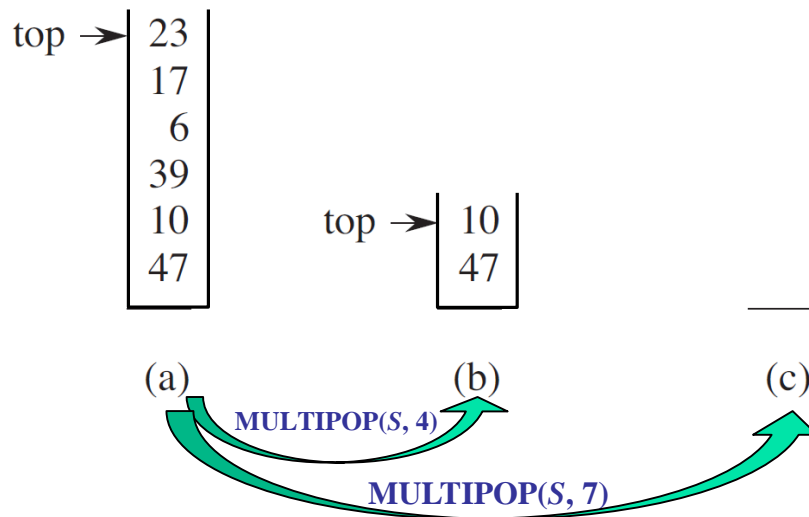 top
23
17
6
39
10
47
top
10
47
(a)
(b)
(c)
MULTIPOP(S, 4)
MULTIPOP(S, 7)